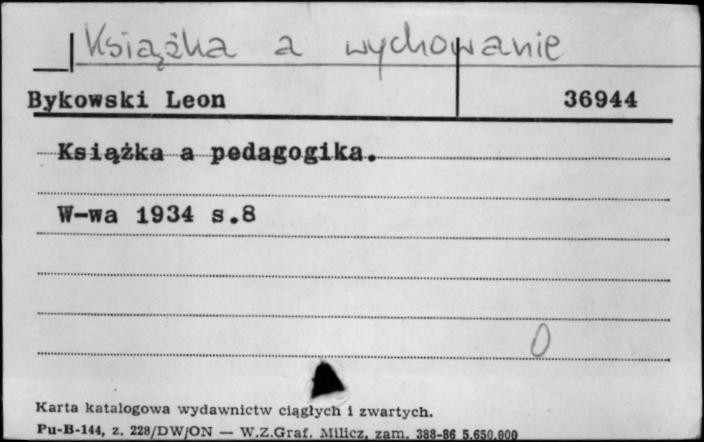 Książka a wychowanie
Bykowski Leon 36944
Książka a pedagogika.
W-wa 1934 s.8
0
Karta katalogowa wydawnictw ciągłych i zwartych.
Pu-B-144, z. 228/DW/ON — W.Z.Graf. Milicz, zam. 388-86 5.650.000